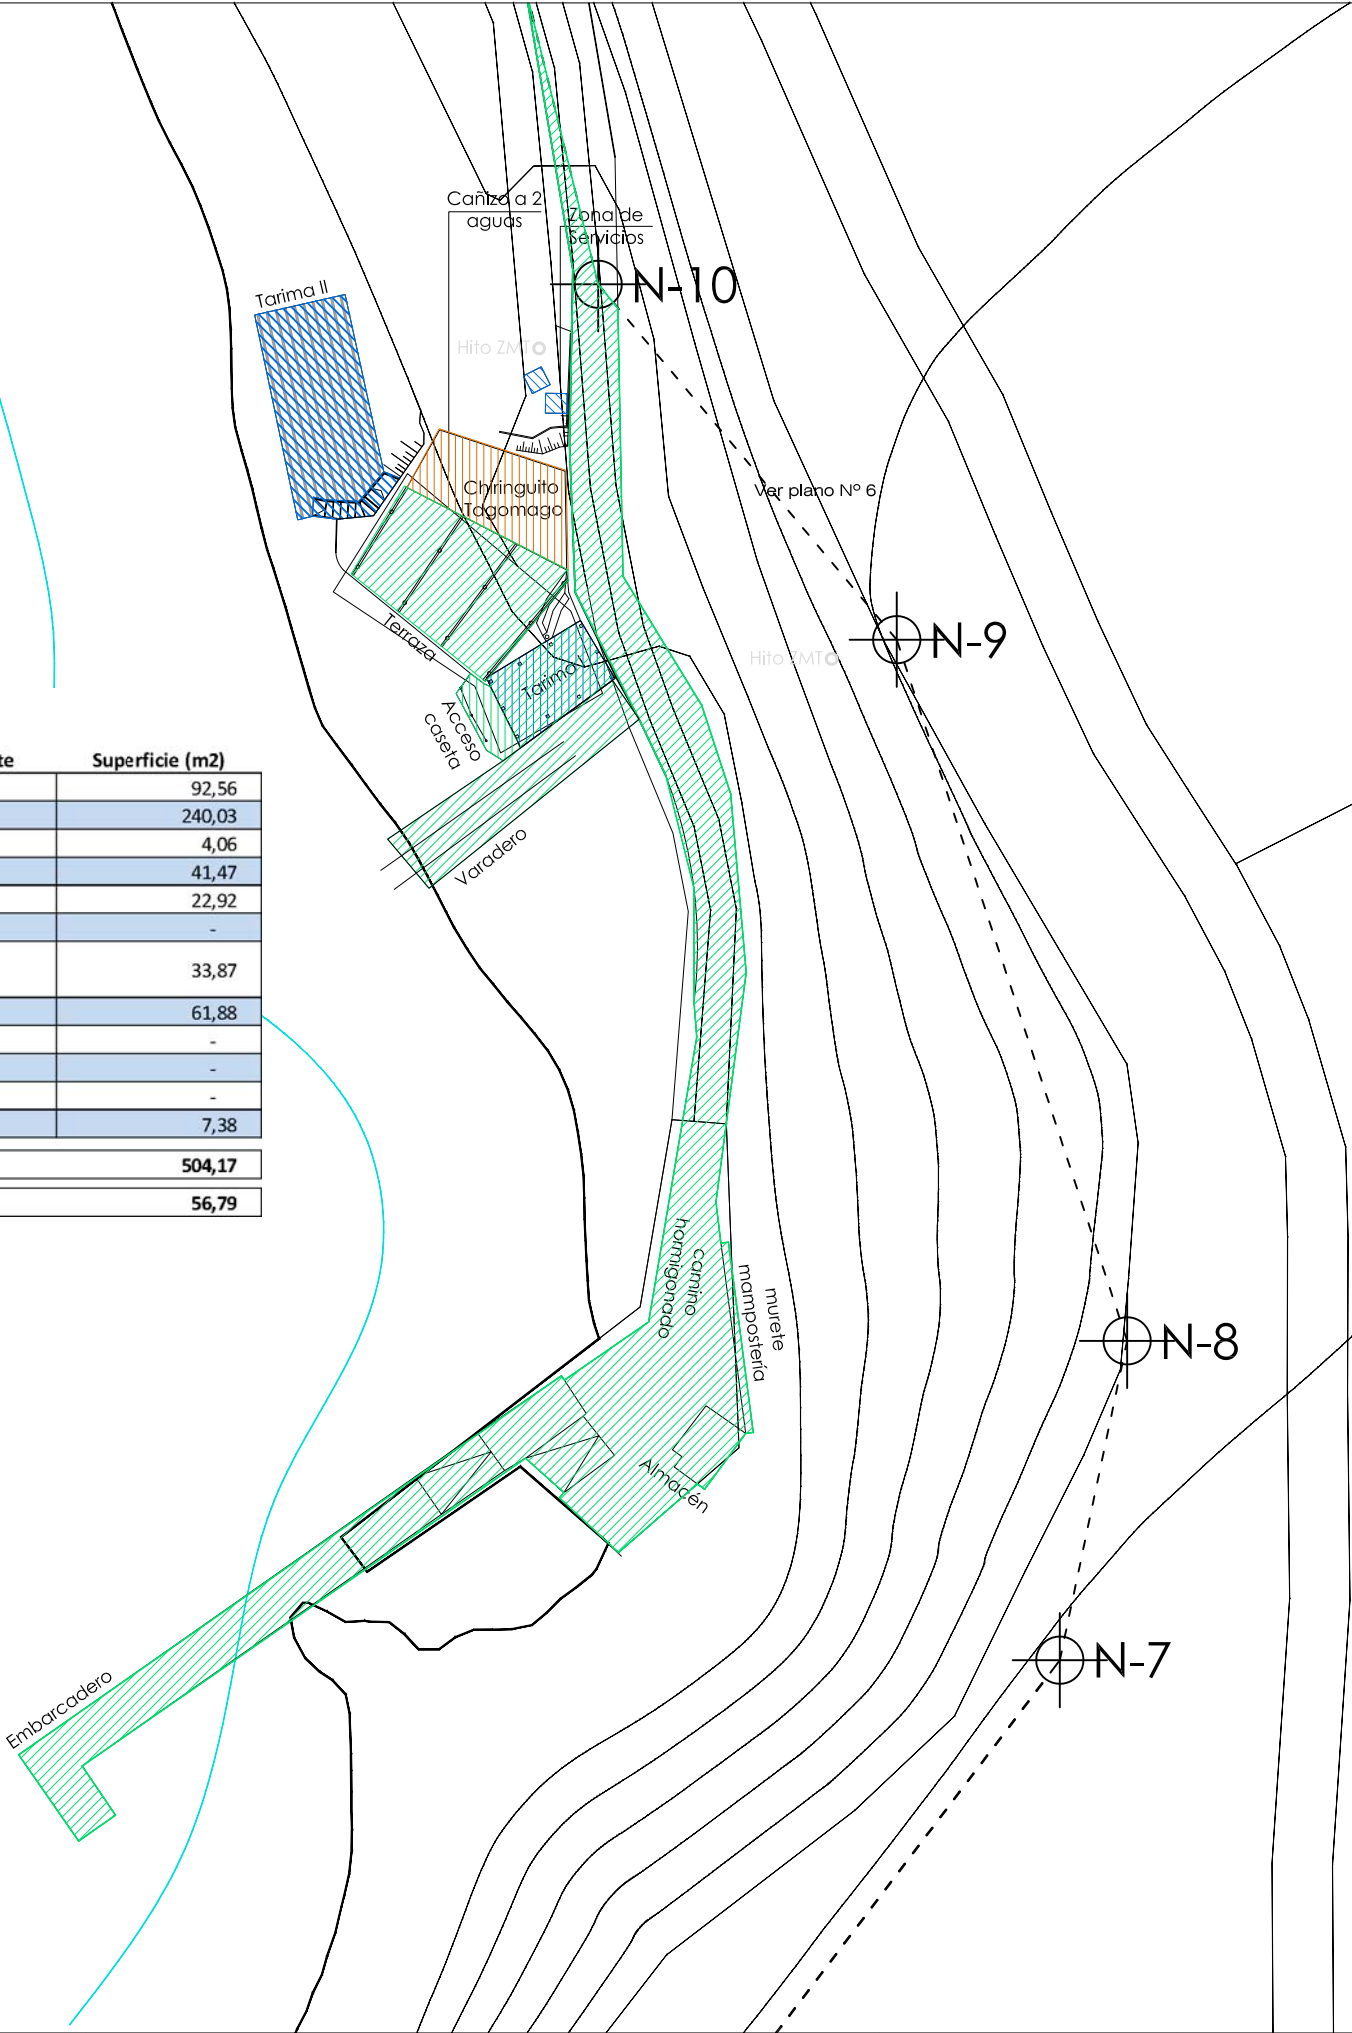 Cañizo a 2
aguas
Zona de
Servicios
N-10
Tarima II
Hito ZMT
Chiringuito
Tagomago
Ver plano Nº 6
Terraza
Tarima I
N-9
Hito ZMT
Acceso
caseta
Varadero
te Superficie (m2)
92,56
240,03
4,06
41,47
22,92
-
33,87
61,88
-
-
-
7,38
504,17
56,79
camino
hormigonado
murete
mampostería
N-8
Almacén
N-7
Embarcadero